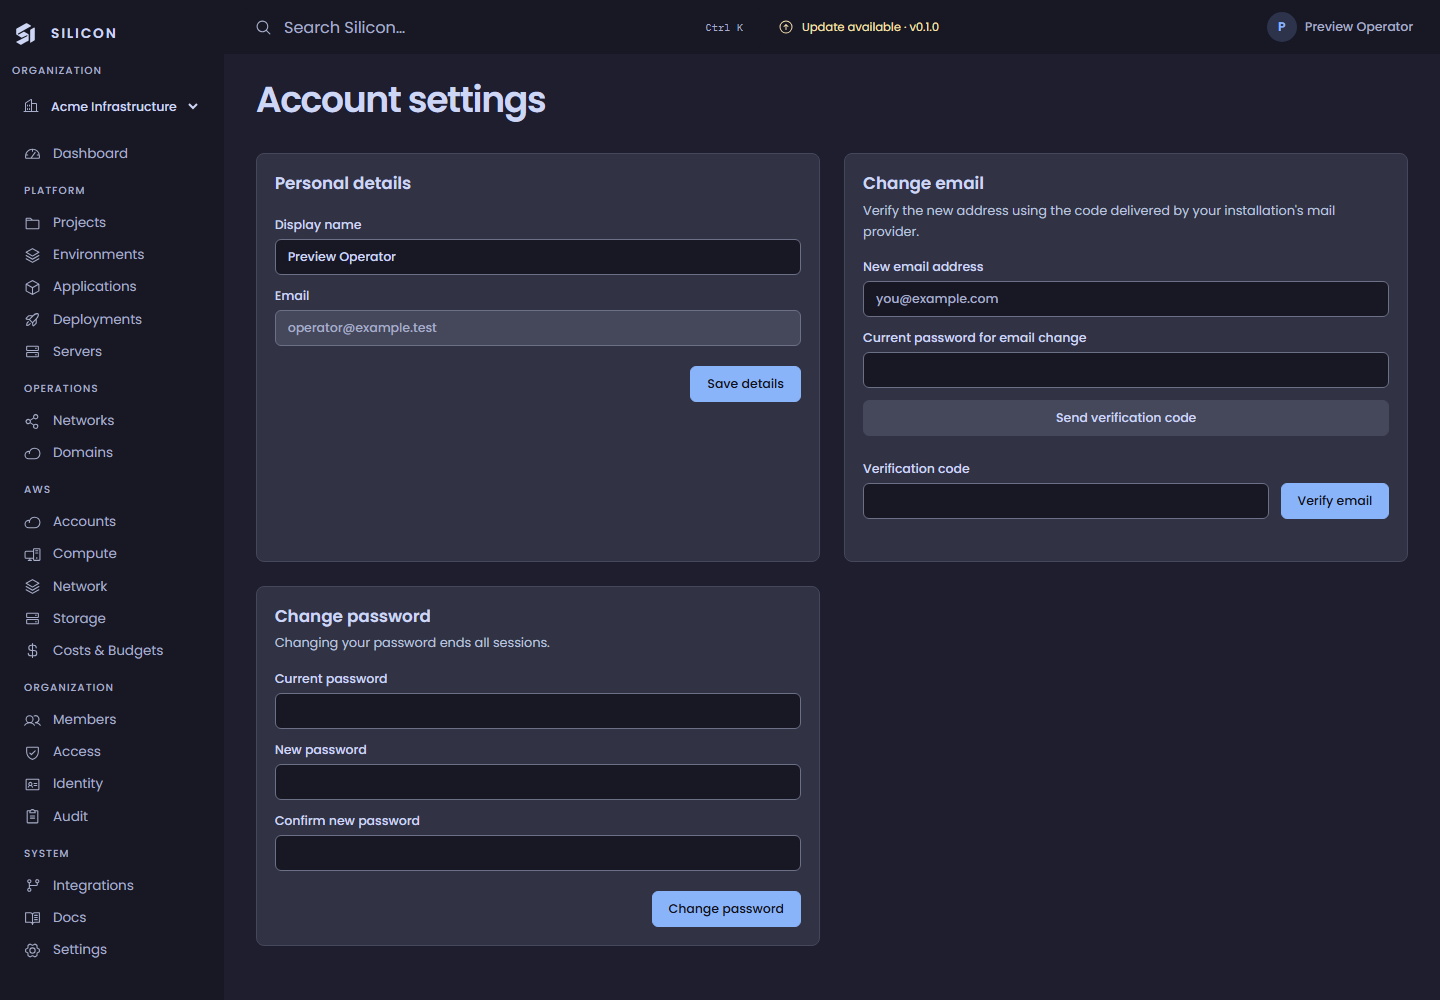 SILICON
ORGANIZATION
Acme Infrastructure
Dashboard
PLATFORM
Projects
Environments
Applications
Deployments
Servers
OPERATIONS
Networks
Domains
AWS
Accounts
Compute
Network
Storage
Costs & Budgets
ORGANIZATION
Members
Access
Identity
Audit
SYSTEM
Integrations
Docs
Settings
Search Silicon...
Ctrl K
Update available · v0.1.0
P
Preview Operator
Account settings
Personal details
Display name
Preview Operator
Email
operator@example.test
Save details
Change email
Verify the new address using the code delivered by your installation's mail
provider.
New email address
you@example.com
Current password for email change
Send verification code
Verification code
Verify email
Change password
Changing your password ends all sessions.
Current password
New password
Confirm new password
Change password